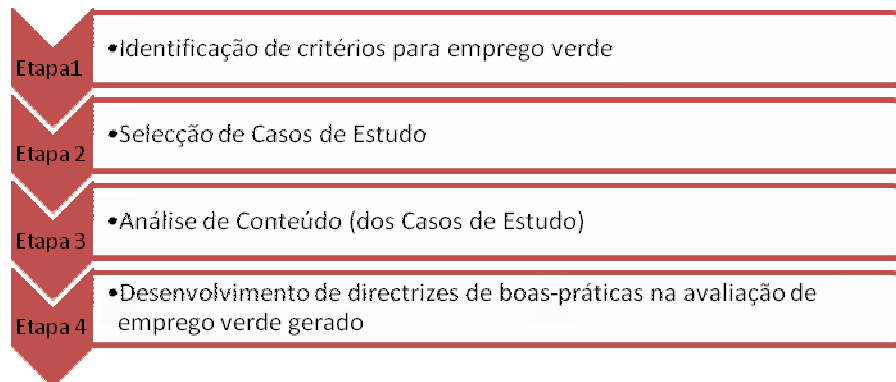 Etapa1
•Identificação de critérios para emprego verde
Etapa 2
•Selecção de Casos de Estudo
Etapa 3
•Análise de Conteúdo (dos Casos de Estudo)
Etapa 4
•Desenvolvimento de directrizes de boas-práticas na avaliação de
emprego verde gerado